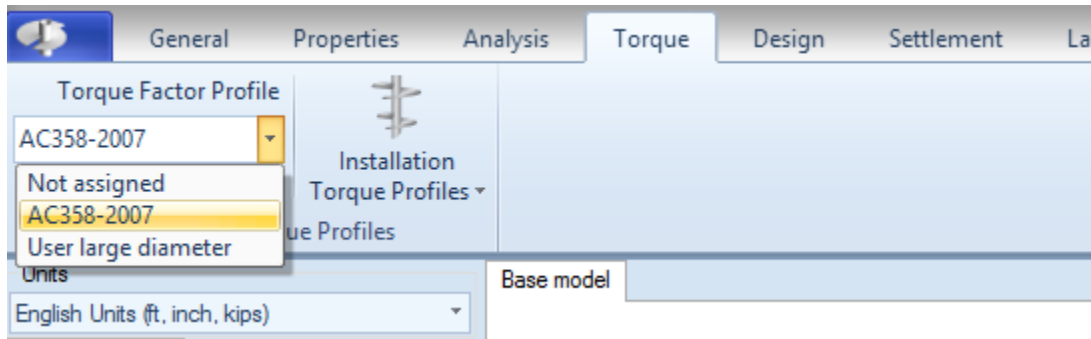 General Properties Analysis Torque Design Settlement La
Torque Factor Profile
AC358-2007
Installation
Torque Profiles
Not assigned
AC358-2007
User large diameter
ue Profiles
Units
English Units (ft, inch, kips)
Base model